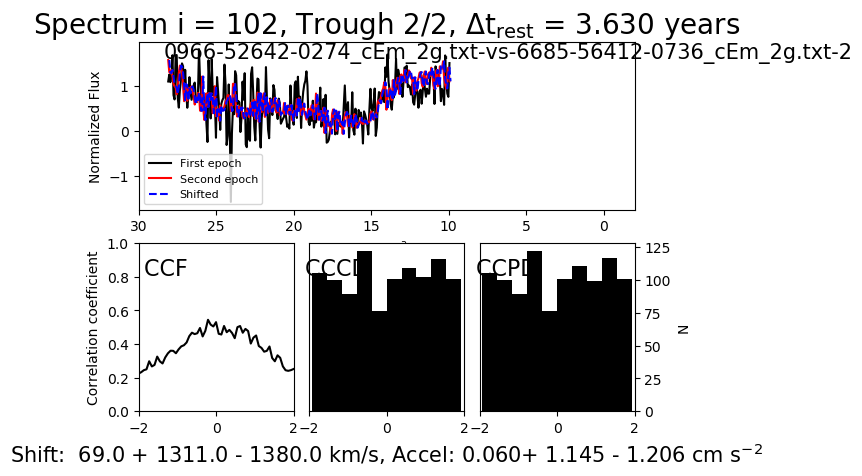 Spectrum i = 102, Trough 2/2, Δt_rest = 3.630 years
0966-52642-0274_cEm_2g.txt-vs-6685-56412-0736_cEm_2g.txt-2
Normalized Flux
1
0
−1
First epoch
Second epoch
Shifted
30 25 20 15 10 5 0
Correlation coefficient
1.0
0.8
0.6
0.4
0.2
0.0
CCF
CCCD
CCPD
125
100
75
50
25
0
N
−2 0 2
−2 0 2
−2 0 2
Shift:  69.0 + 1311.0 - 1380.0 km/s, Accel: 0.060+ 1.145 - 1.206 cm s⁻²